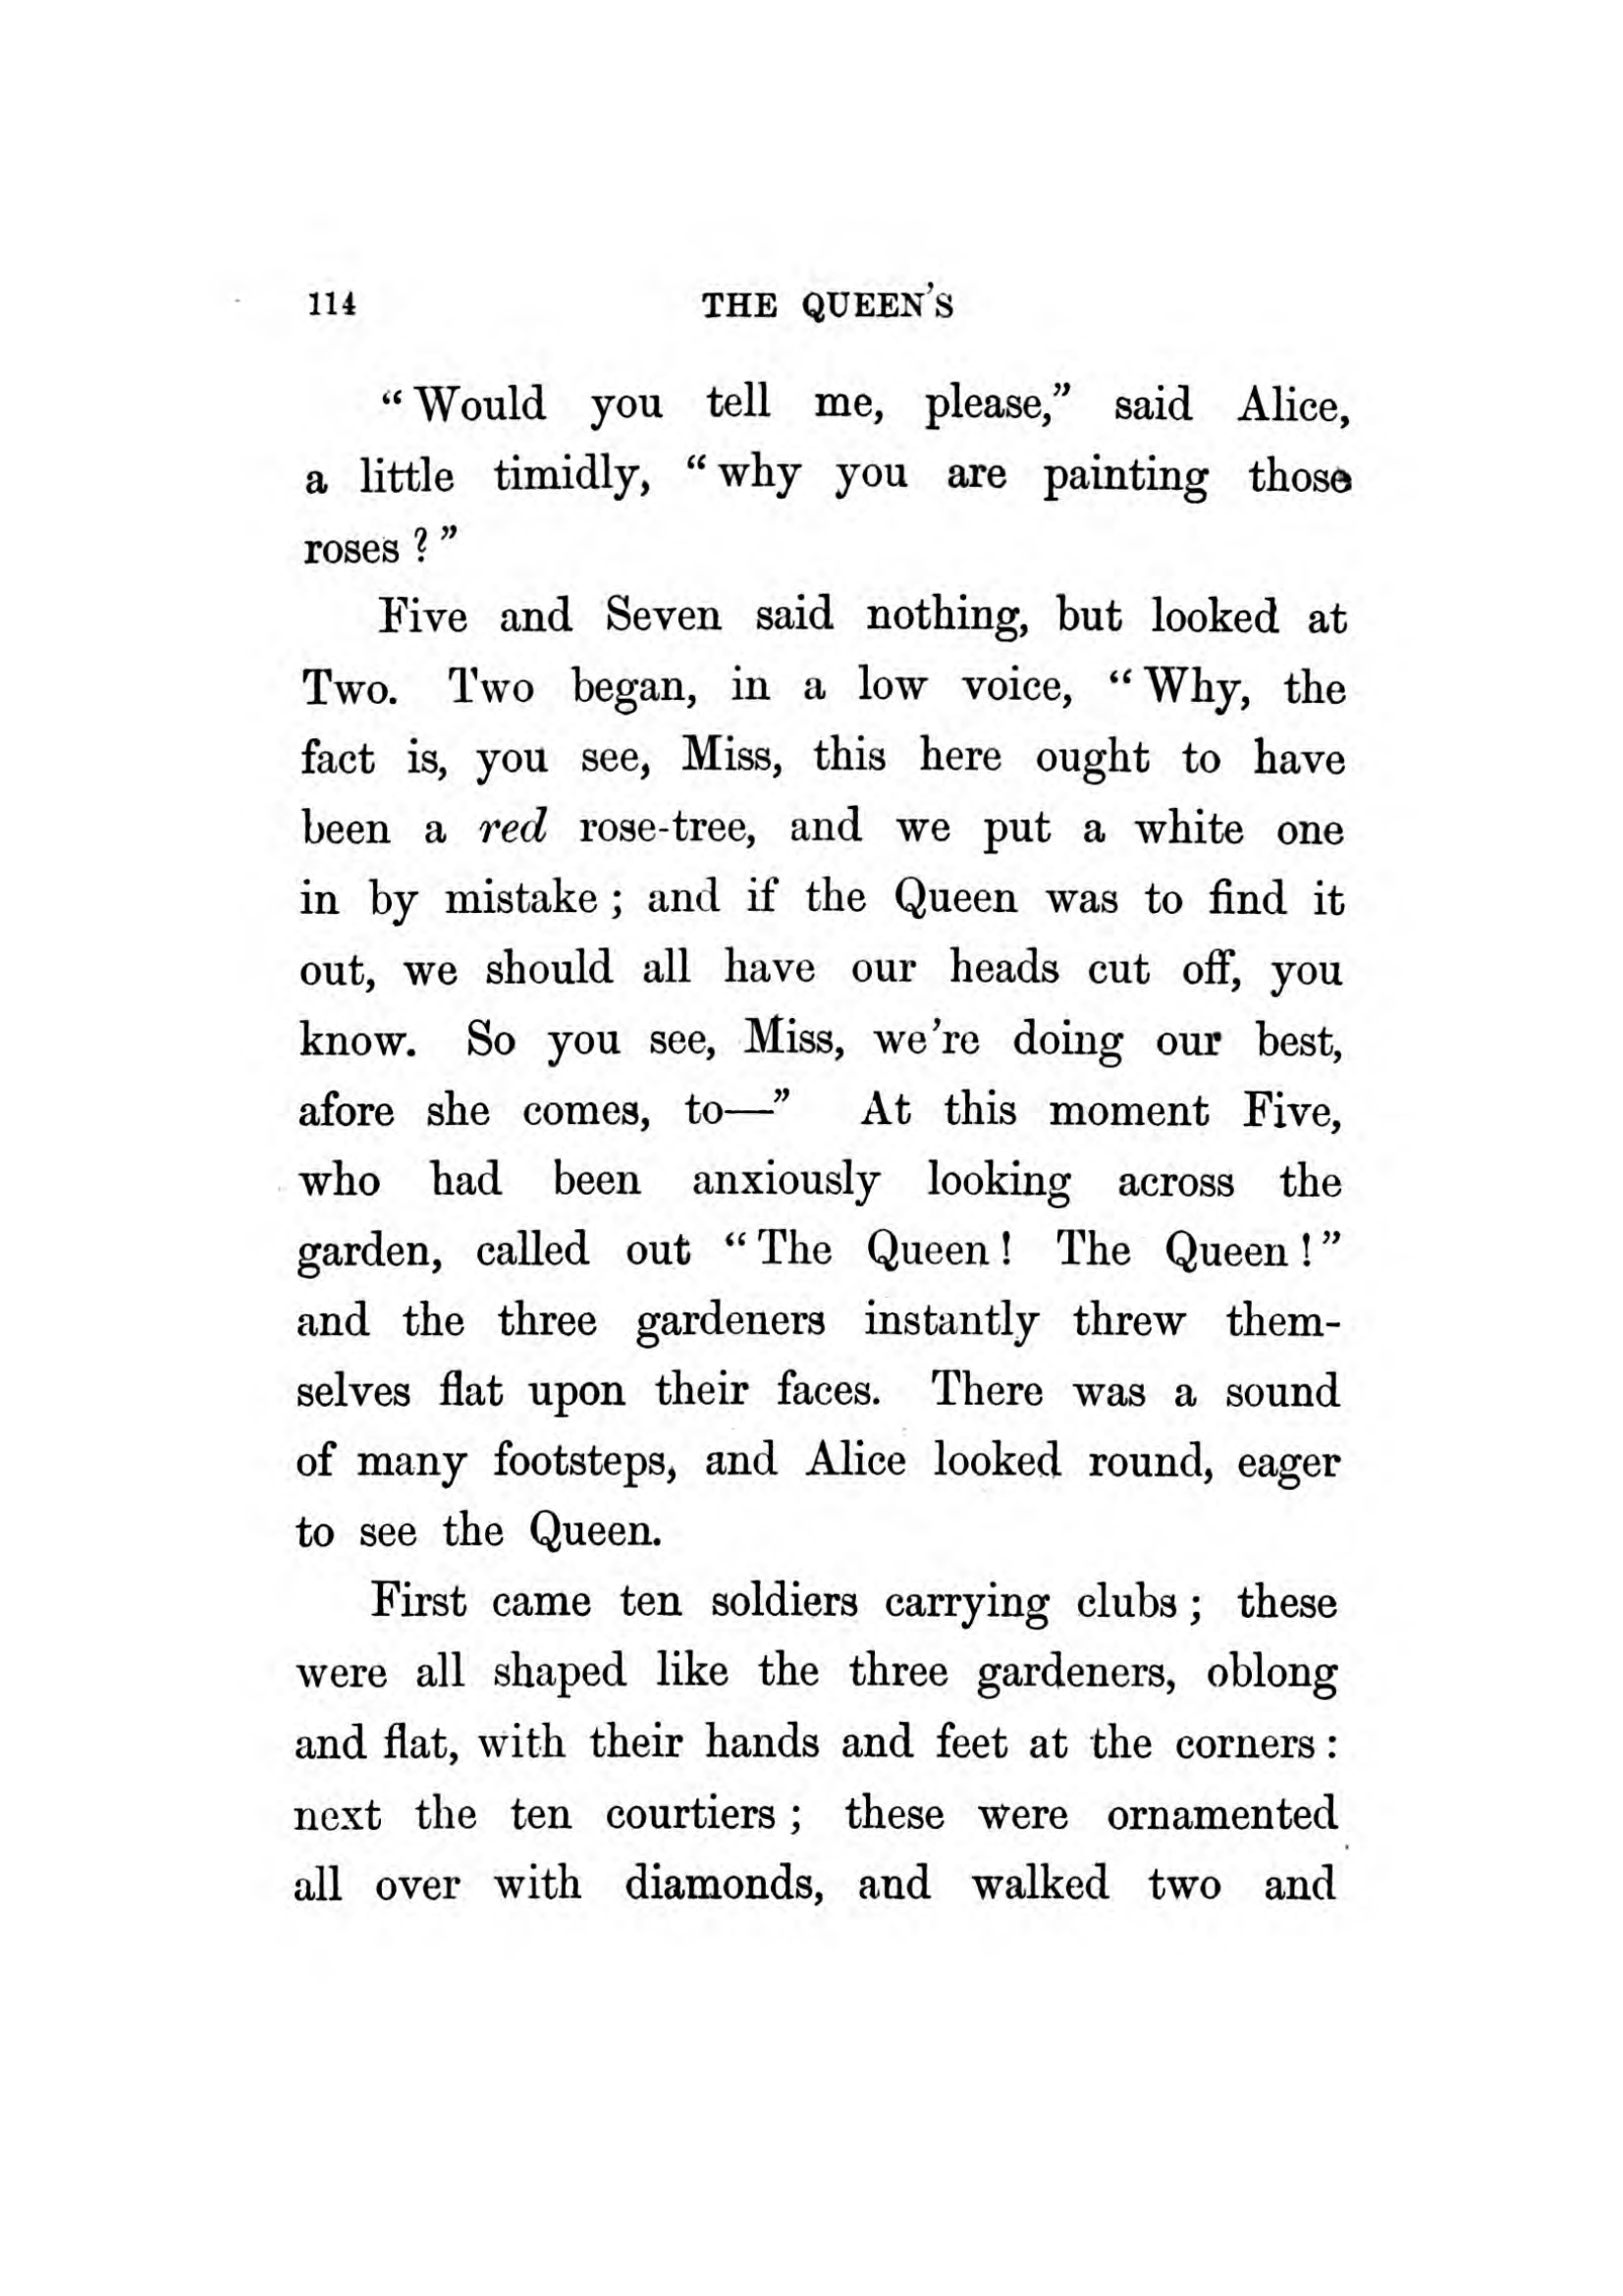 114 THE QUEEN'S
“Would you tell me, please,” said Alice,
a little timidly, “why you are painting those
roses?”
Five and Seven said nothing, but looked at
Two. Two began, in a low voice, “Why, the
fact is, you see, Miss, this here ought to have
been a red rose-tree, and we put a white one
in by mistake; and if the Queen was to find it
out, we should all have our heads cut off, you
know. So you see, Miss, we're doing our best,
afore she comes, to—” At this moment Five,
who had been anxiously looking across the
garden, called out “The Queen! The Queen!”
and the three gardeners instantly threw them-
selves flat upon their faces. There was a sound
of many footsteps, and Alice looked round, eager
to see the Queen.
First came ten soldiers carrying clubs; these
were all shaped like the three gardeners, oblong
and flat, with their hands and feet at the corners:
next the ten courtiers; these were ornamented
all over with diamonds, and walked two and